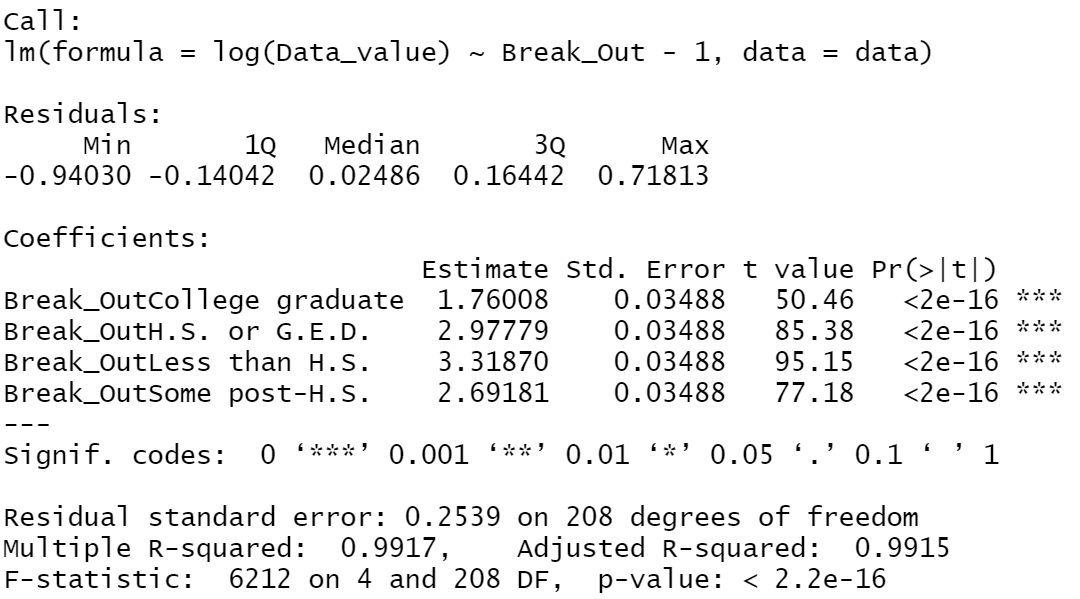 Call:
lm(formula = log(Data_value) ~ Break_Out - 1, data = data)
Residuals:
Min 1Q Median 3Q Max
-0.94030 -0.14042 0.02486 0.16442 0.71813
Coefficients:
Estimate Std. Error t value Pr(>|t|)
Break_OutCollege graduate 1.76008 0.03488 50.46 <2e-16 ***
Break_OutH.S. or G.E.D. 2.97779 0.03488 85.38 <2e-16 ***
Break_OutLess than H.S. 3.31870 0.03488 95.15 <2e-16 ***
Break_OutSome post-H.S. 2.69181 0.03488 77.18 <2e-16 ***
---
Signif. codes: 0 ‘***’ 0.001 ‘**’ 0.01 ‘*’ 0.05 ‘.’ 0.1 ‘ ’ 1
Residual standard error: 0.2539 on 208 degrees of freedom
Multiple R-squared: 0.9917, Adjusted R-squared: 0.9915
F-statistic: 6212 on 4 and 208 DF, p-value: < 2.2e-16